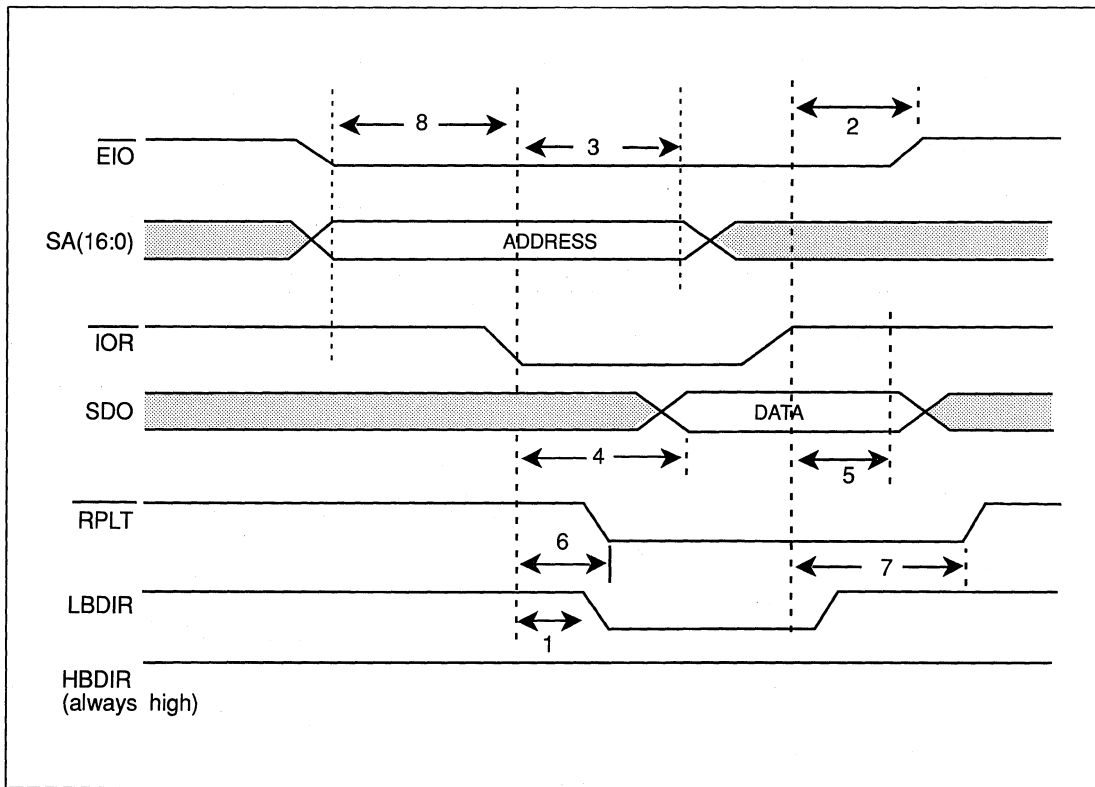 8
3
2
EIO
SA(16:0)
ADDRESS
IOR
SDO
DATA
4
5
RPLT
6
7
LBDIR
1
HBDIR
(always high)